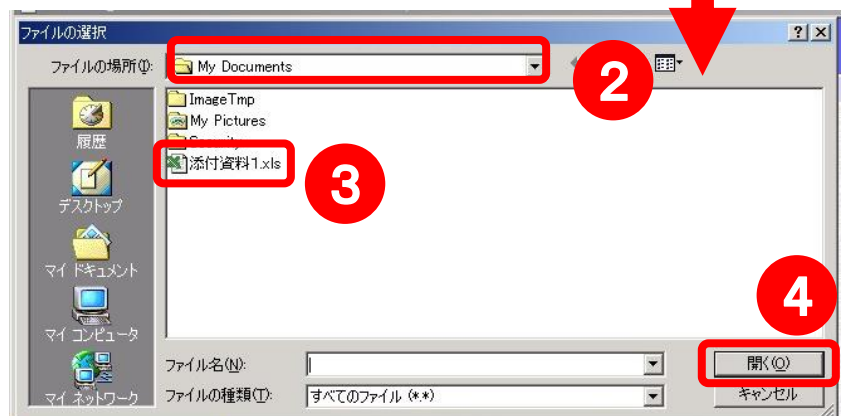 ファイルの選択
ファイルの場所(I):
My Documents
2
ImageTmp
My Pictures
添付資料1.xls
3
履歴
デスクトップ
マイ ドキュメント
マイ コンピュータ
マイ ネットワーク
4
ファイル名(N):
開く(O)
ファイルの種類(T):
すべてのファイル (*.*)
キャンセル